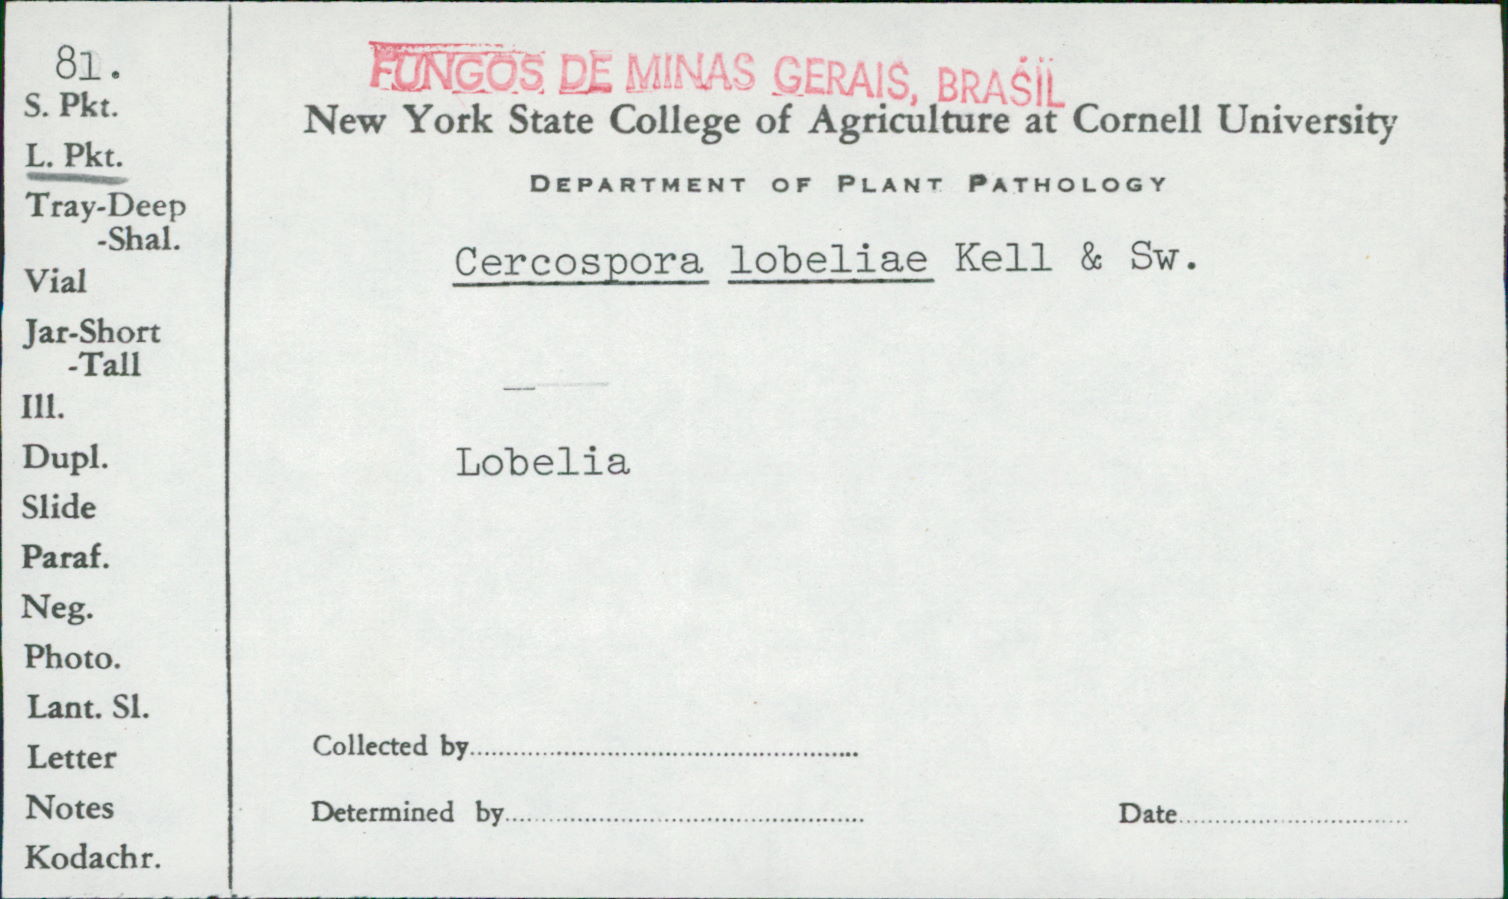 81.
S. Pkt.
L. Pkt.
Tray-Deep
-Shal.
Vial
Jar-Short
-Tall
Ill.
Dupl.
Slide
Paraf.
Neg.
Photo.
Lant. Sl.
Letter
Notes
Kodachr.
FUNGOS DE MINAS GERAIS, BRASIL
New York State College of Agriculture at Cornell University
DEPARTMENT OF PLANT PATHOLOGY
Cercospora lobeliae Kell & Sw.
Lobelia
Collected by
Determined by
Date